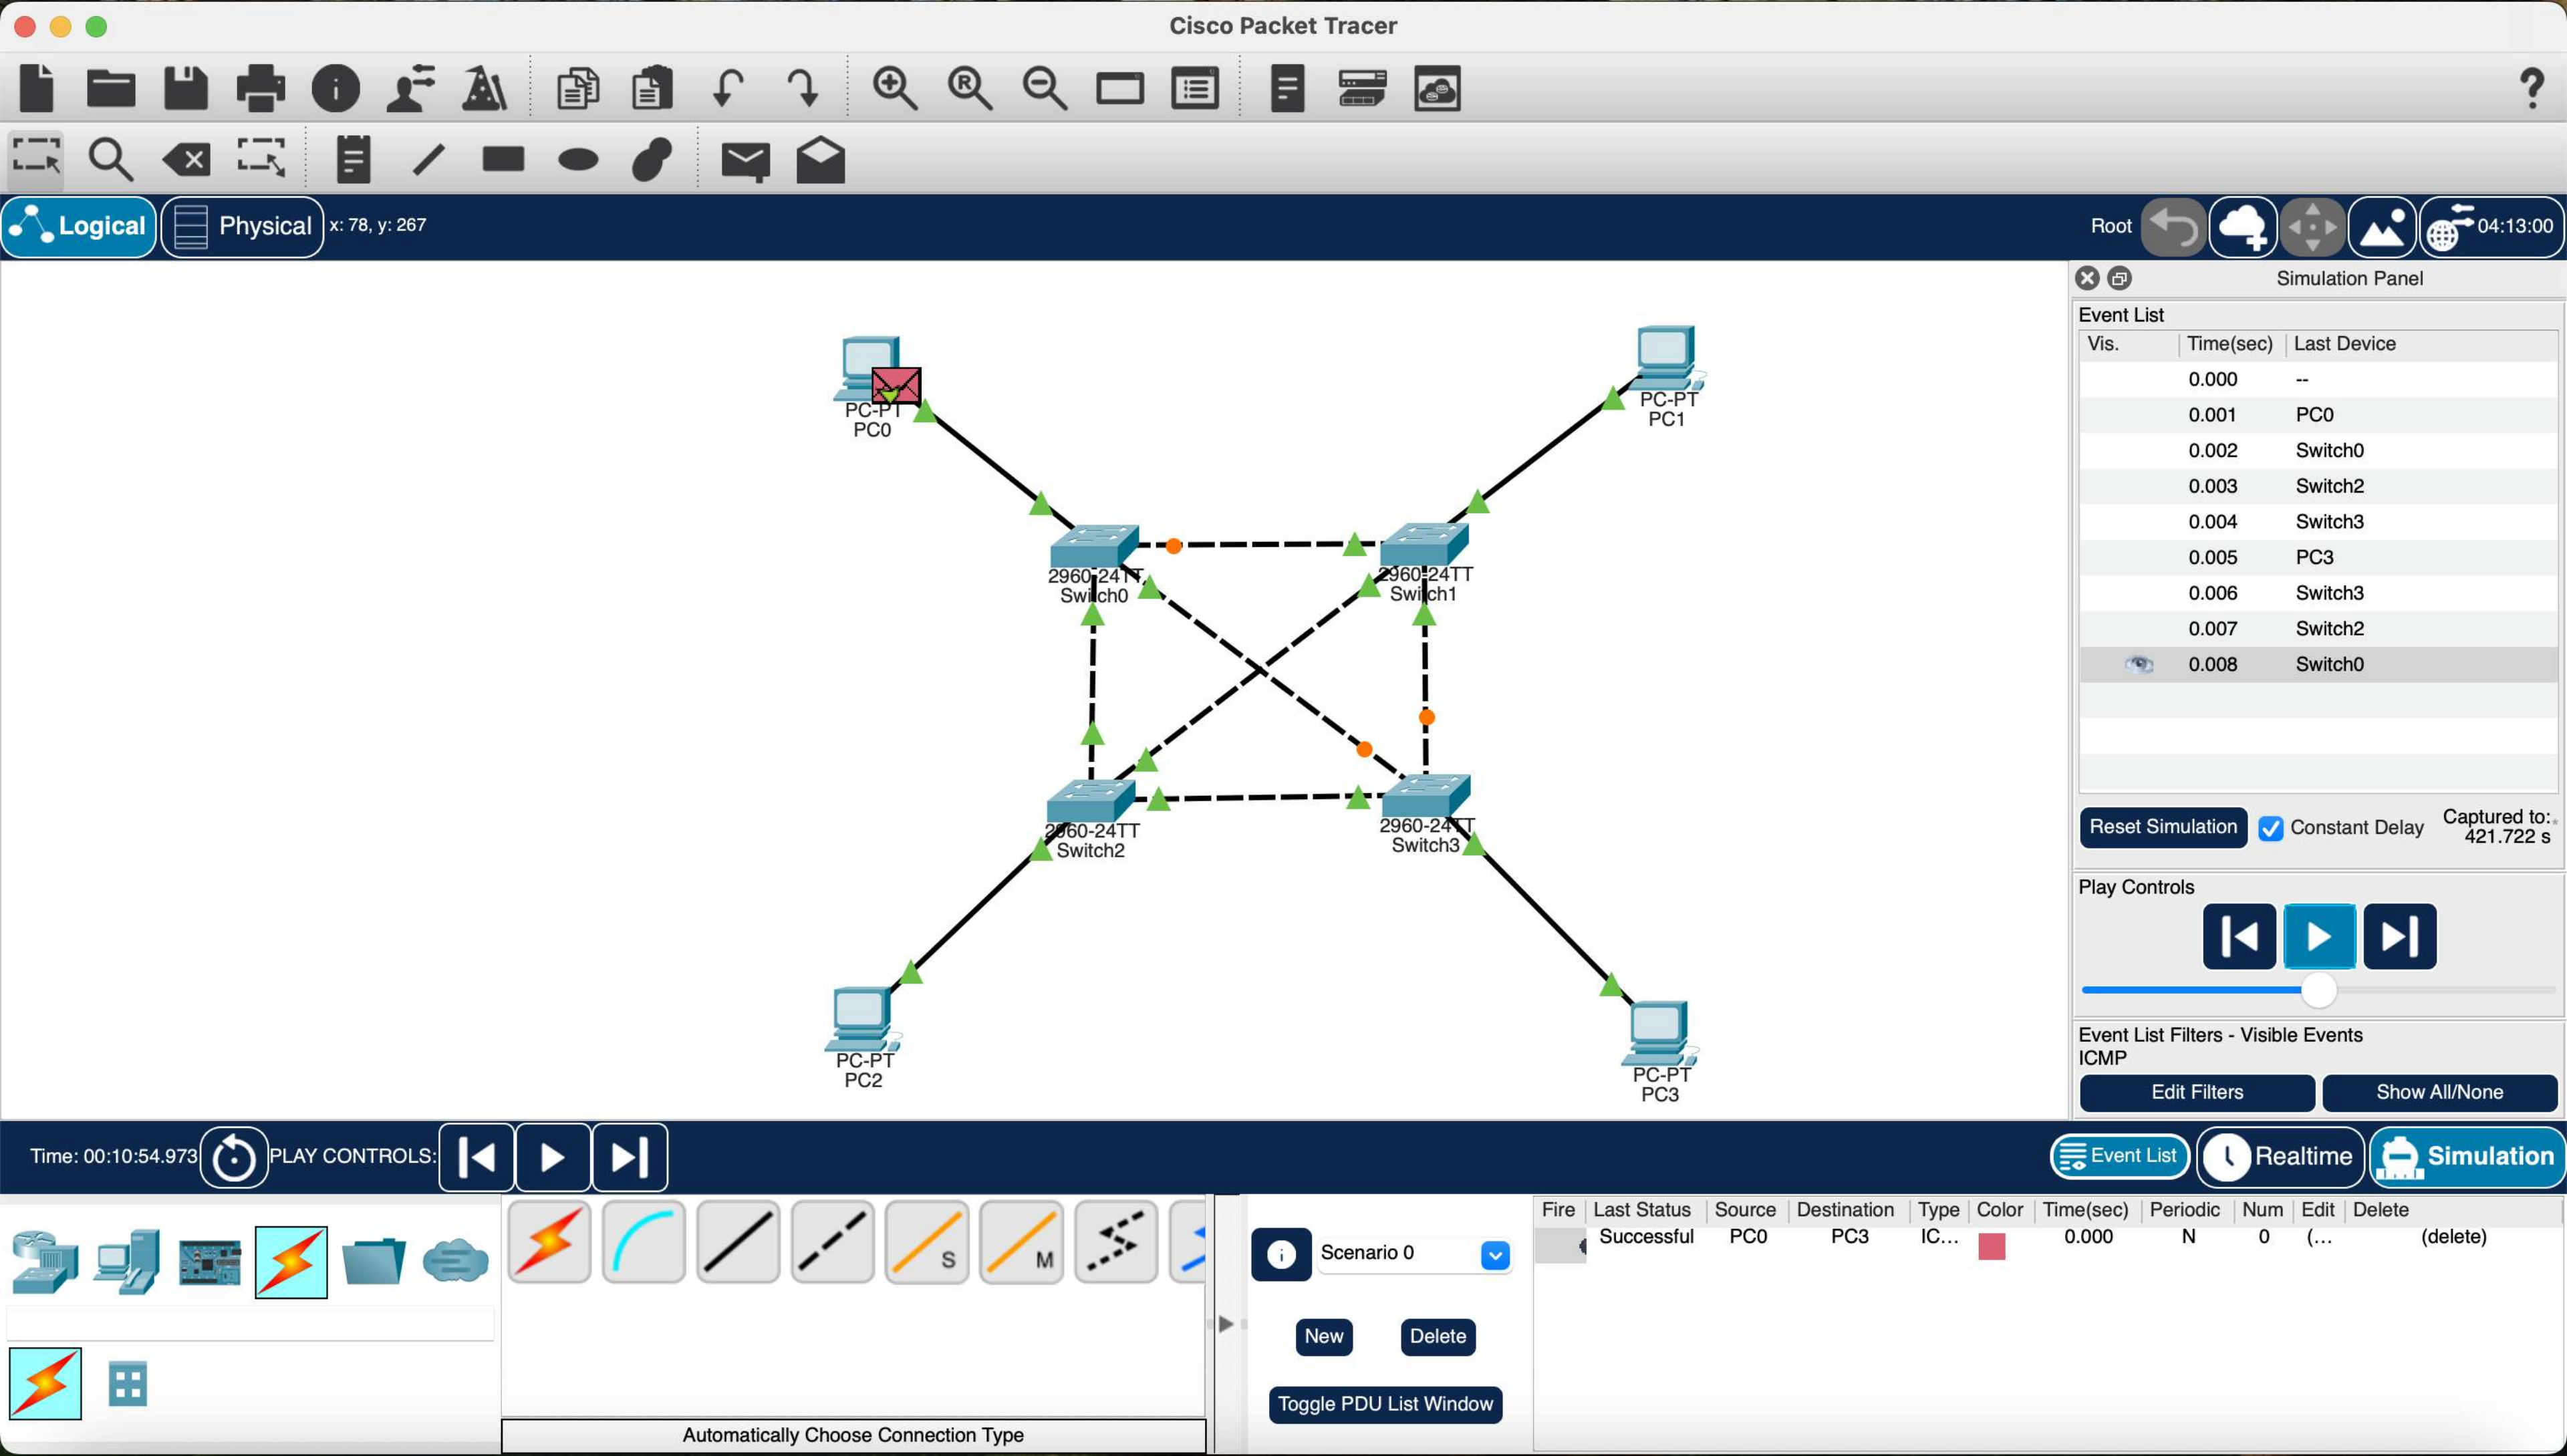 Cisco Packet Tracer
Logical
Physical
x: 78, y: 267
Root
04:13:00
Simulation Panel
Event List
Vis. Time(sec) Last Device
0.000 --
0.001 PC0
0.002 Switch0
0.003 Switch2
0.004 Switch3
0.005 PC3
0.006 Switch3
0.007 Switch2
0.008 Switch0
Reset Simulation
Constant Delay
Captured to:
421.722 s
Play Controls
Event List Filters - Visible Events
ICMP
Edit Filters
Show All/None
PC-PT
PC0
PC-PT
PC1
2960-24TT
Switch0
2960-24TT
Switch1
2960-24TT
Switch2
2960-24TT
Switch3
PC-PT
PC2
PC-PT
PC3
Time: 00:10:54.973
PLAY CONTROLS:
Event List
Realtime
Simulation
S
M
Automatically Choose Connection Type
Scenario 0
New
Delete
Toggle PDU List Window
Fire Last Status Source Destination Type Color Time(sec) Periodic Num Edit Delete
Successful PC0 PC3 IC... 0.000 N 0 (... (delete)